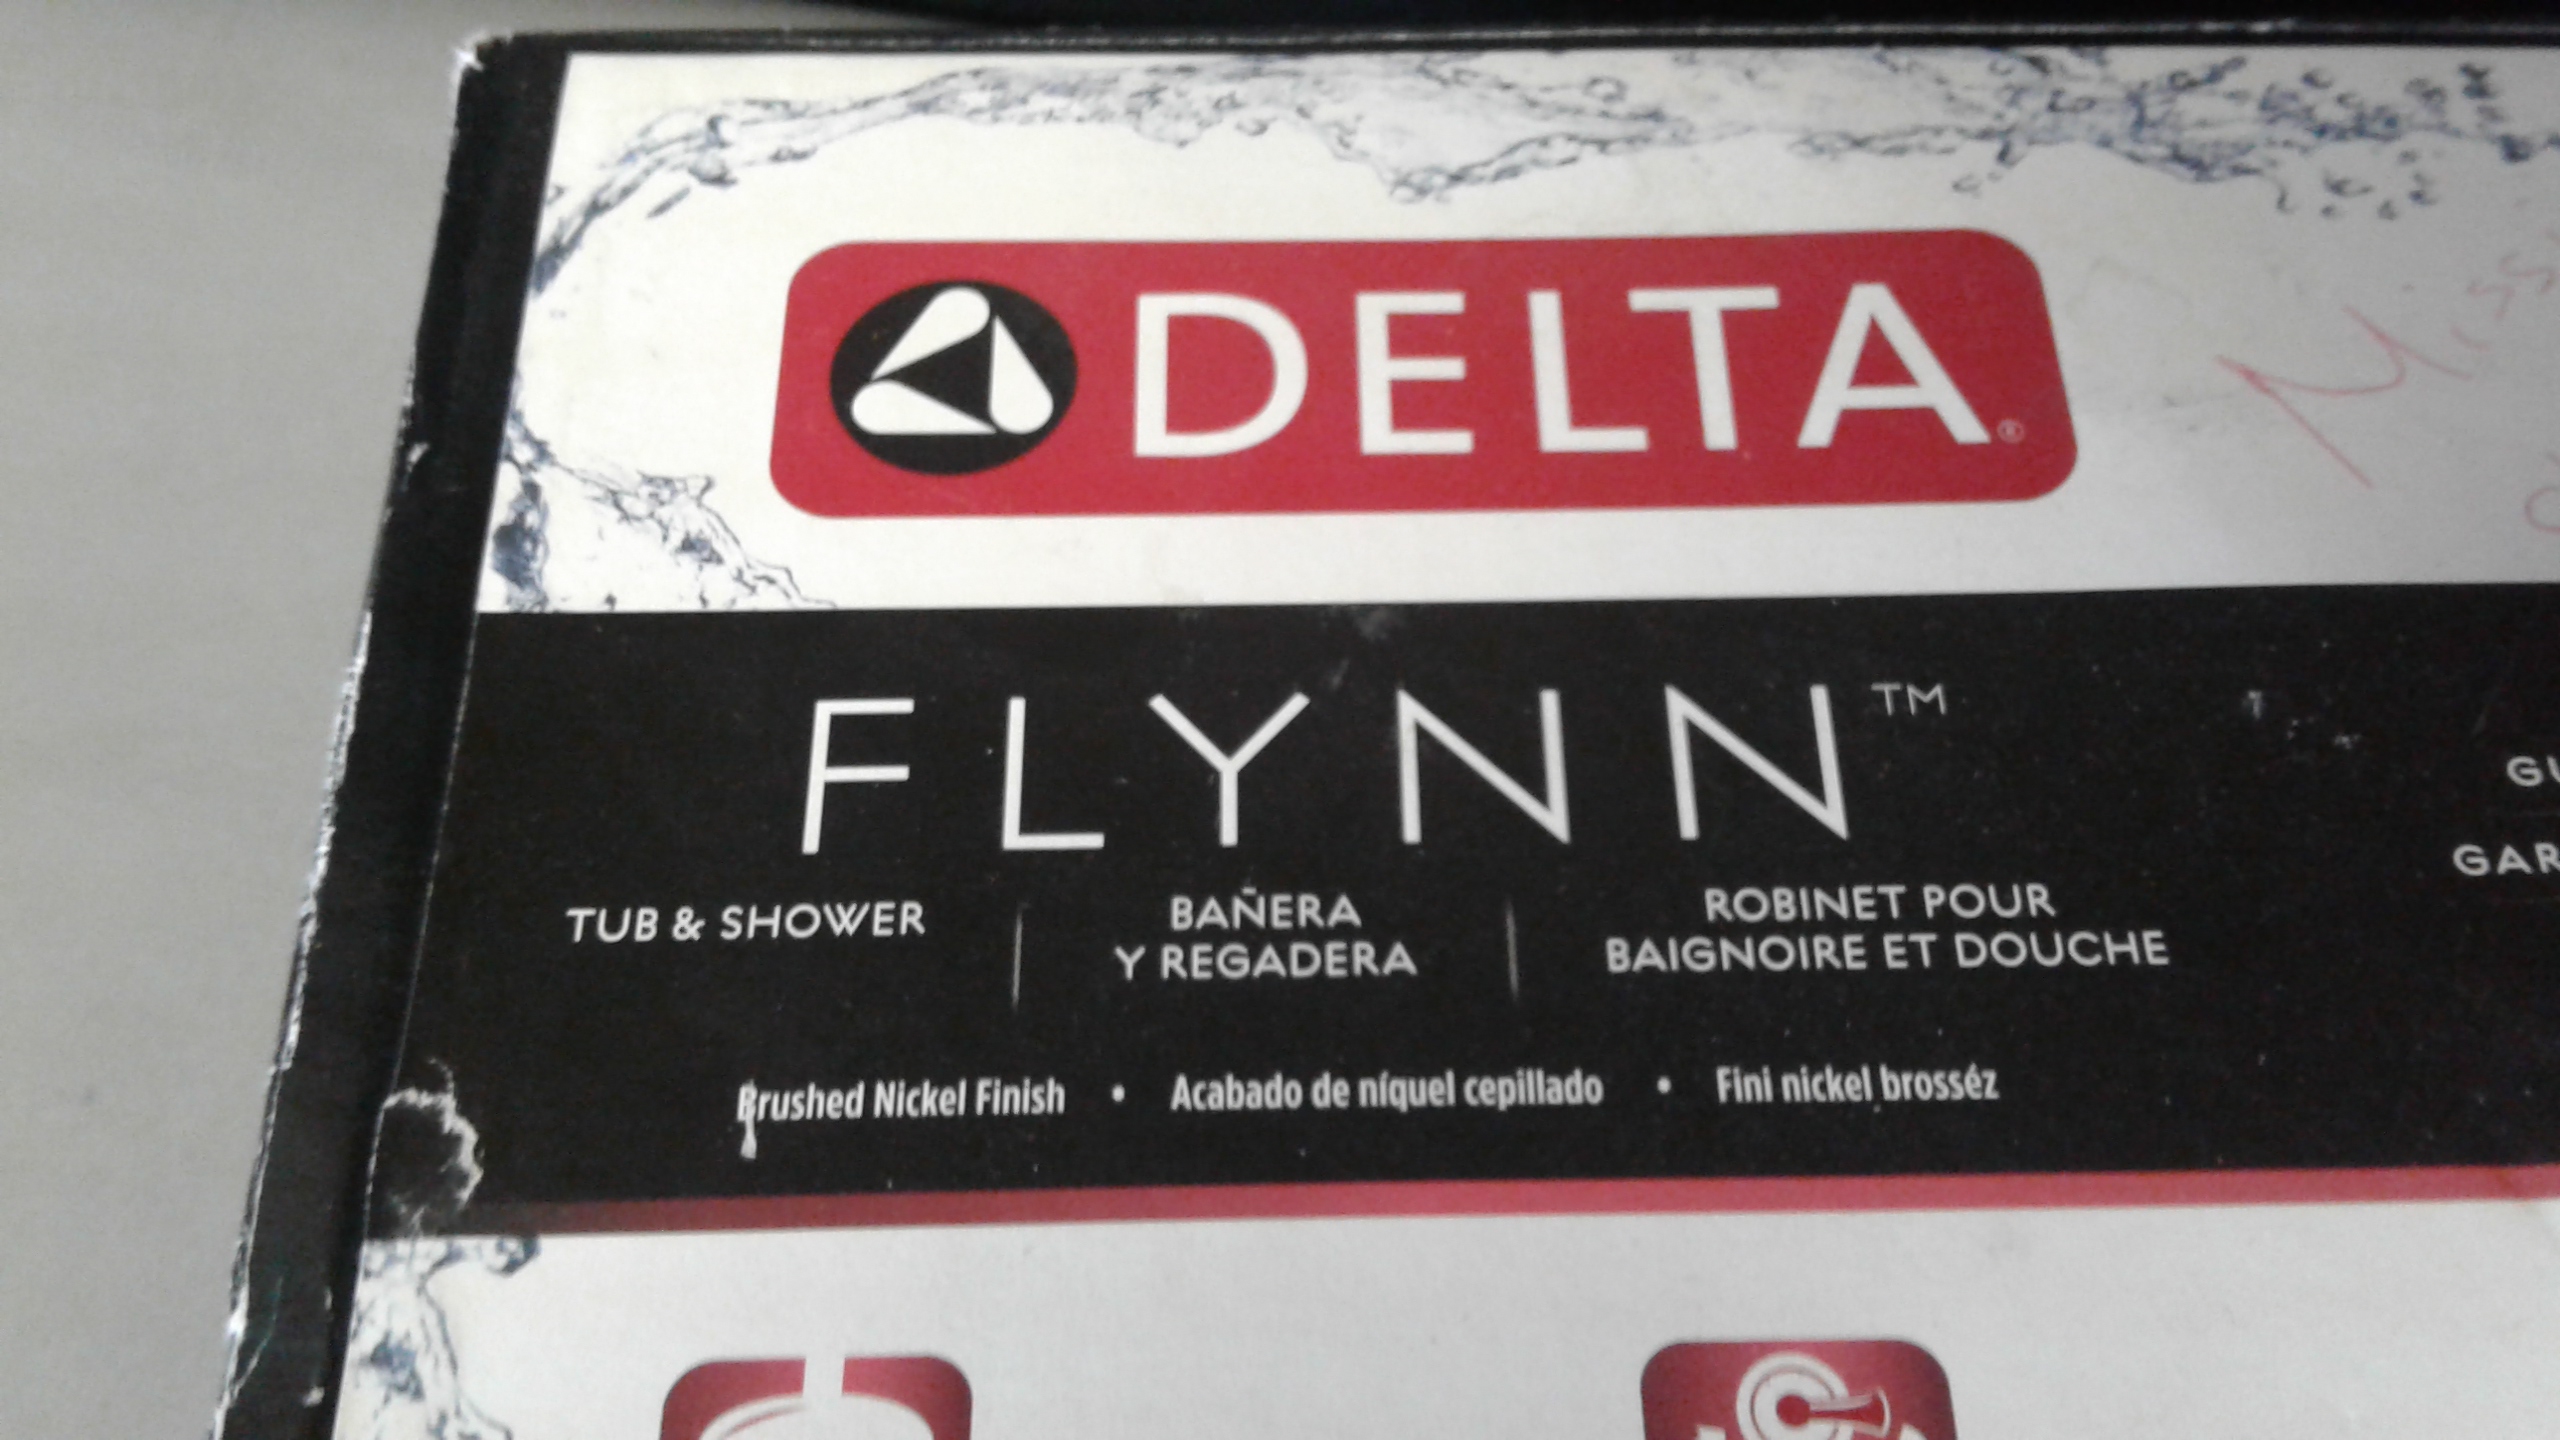 DELTA®
FLYNN™
TUB & SHOWER
BAÑERA
Y REGADERA
ROBINET POUR
BAIGNOIRE ET DOUCHE
Brushed Nickel Finish • Acabado de níquel cepillado • Fini nickel brosséz